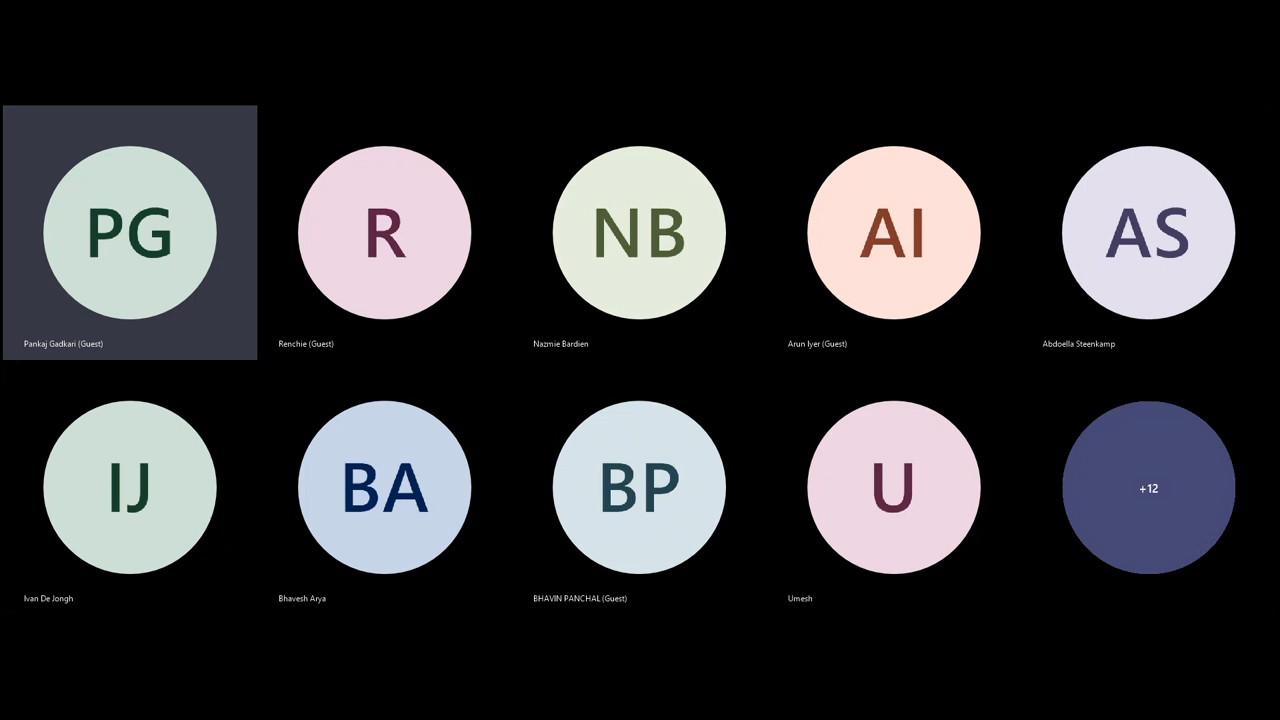 PG
R
NB
AI
AS
Pankaj Gadkari (Guest)
Renchie (Guest)
Nazmie Bardien
Arun Iyer (Guest)
Abdoella Steenkamp
IJ
BA
BP
U
+12
Ivan De Jongh
Bhavesh Arya
BHAVIN PANCHAL (Guest)
Umesh